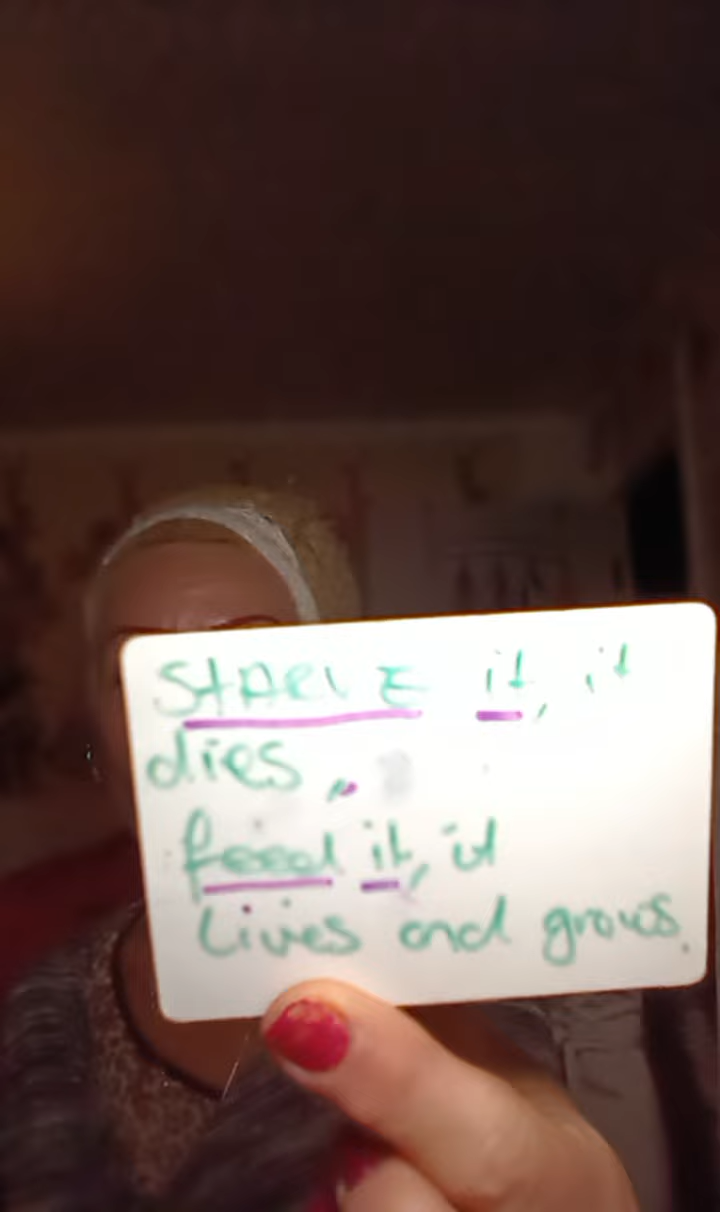 STARVE it, it
dies.
feed it, it
Lives and grows.